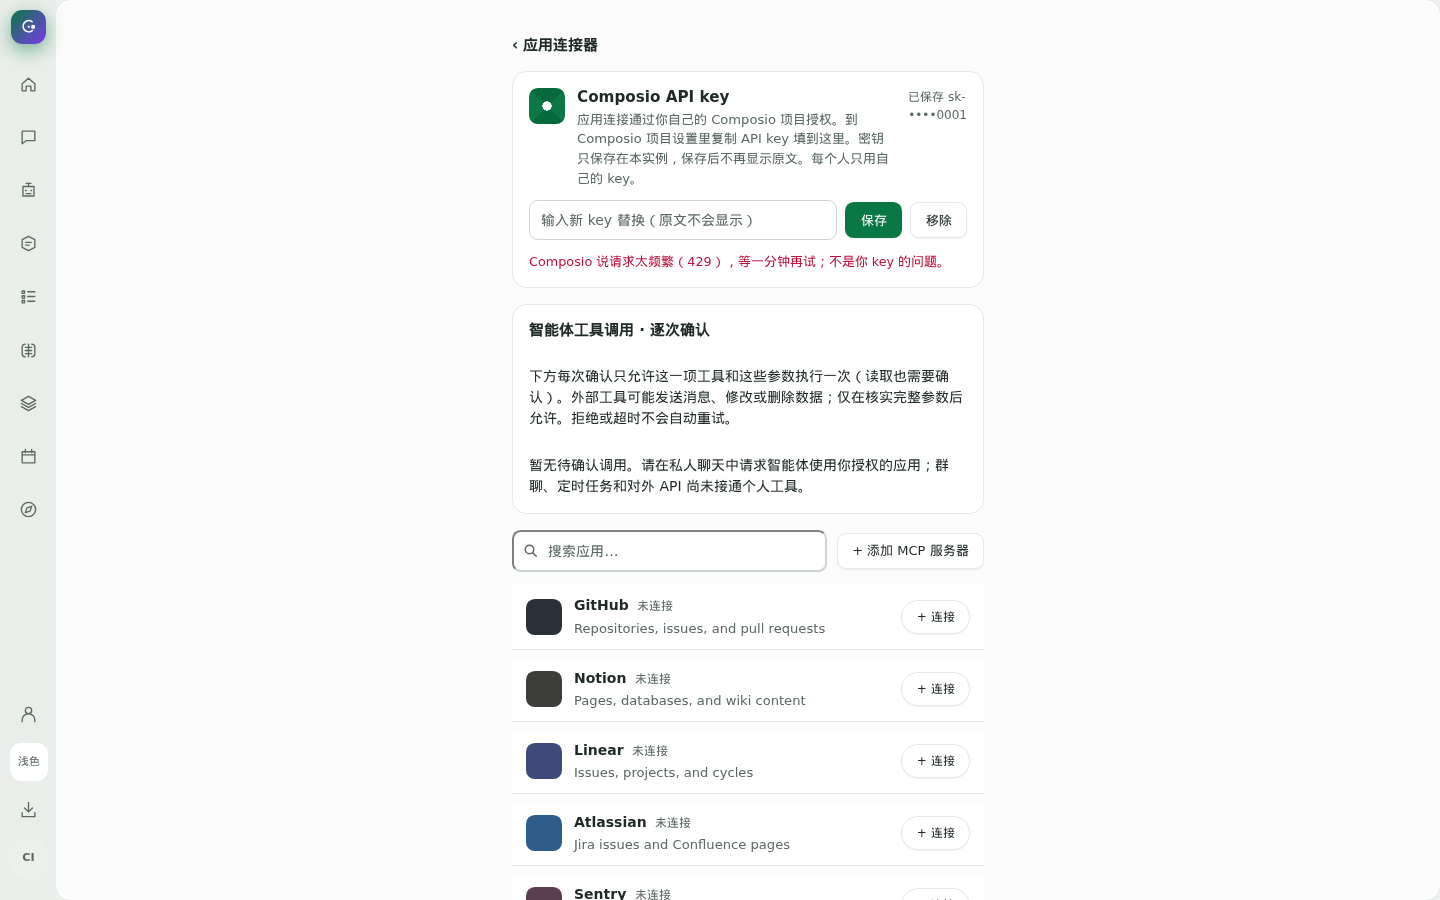 ‹ 应用连接器
Composio API key
已保存 sk-
••••0001
应用连接通过你自己的 Composio 项目授权。到
Composio 项目设置里复制 API key 填到这里。密钥
只保存在本实例，保存后不再显示原文。每个人只用自
己的 key。
输入新 key 替换（原文不会显示）
保存
移除
Composio 说请求太频繁（429），等一分钟再试；不是你 key 的问题。
智能体工具调用 · 逐次确认
下方每次确认只允许这一项工具和这些参数执行一次（读取也需要确
认）。外部工具可能发送消息、修改或删除数据；仅在核实完整参数后
允许。拒绝或超时不会自动重试。
暂无待确认调用。请在私人聊天中请求智能体使用你授权的应用；群
聊、定时任务和对外 API 尚未接通个人工具。
搜索应用…
+ 添加 MCP 服务器
GitHub 未连接
Repositories, issues, and pull requests
+ 连接
Notion 未连接
Pages, databases, and wiki content
+ 连接
Linear 未连接
Issues, projects, and cycles
+ 连接
Atlassian 未连接
Jira issues and Confluence pages
+ 连接
Sentry 未连接
浅色
CI